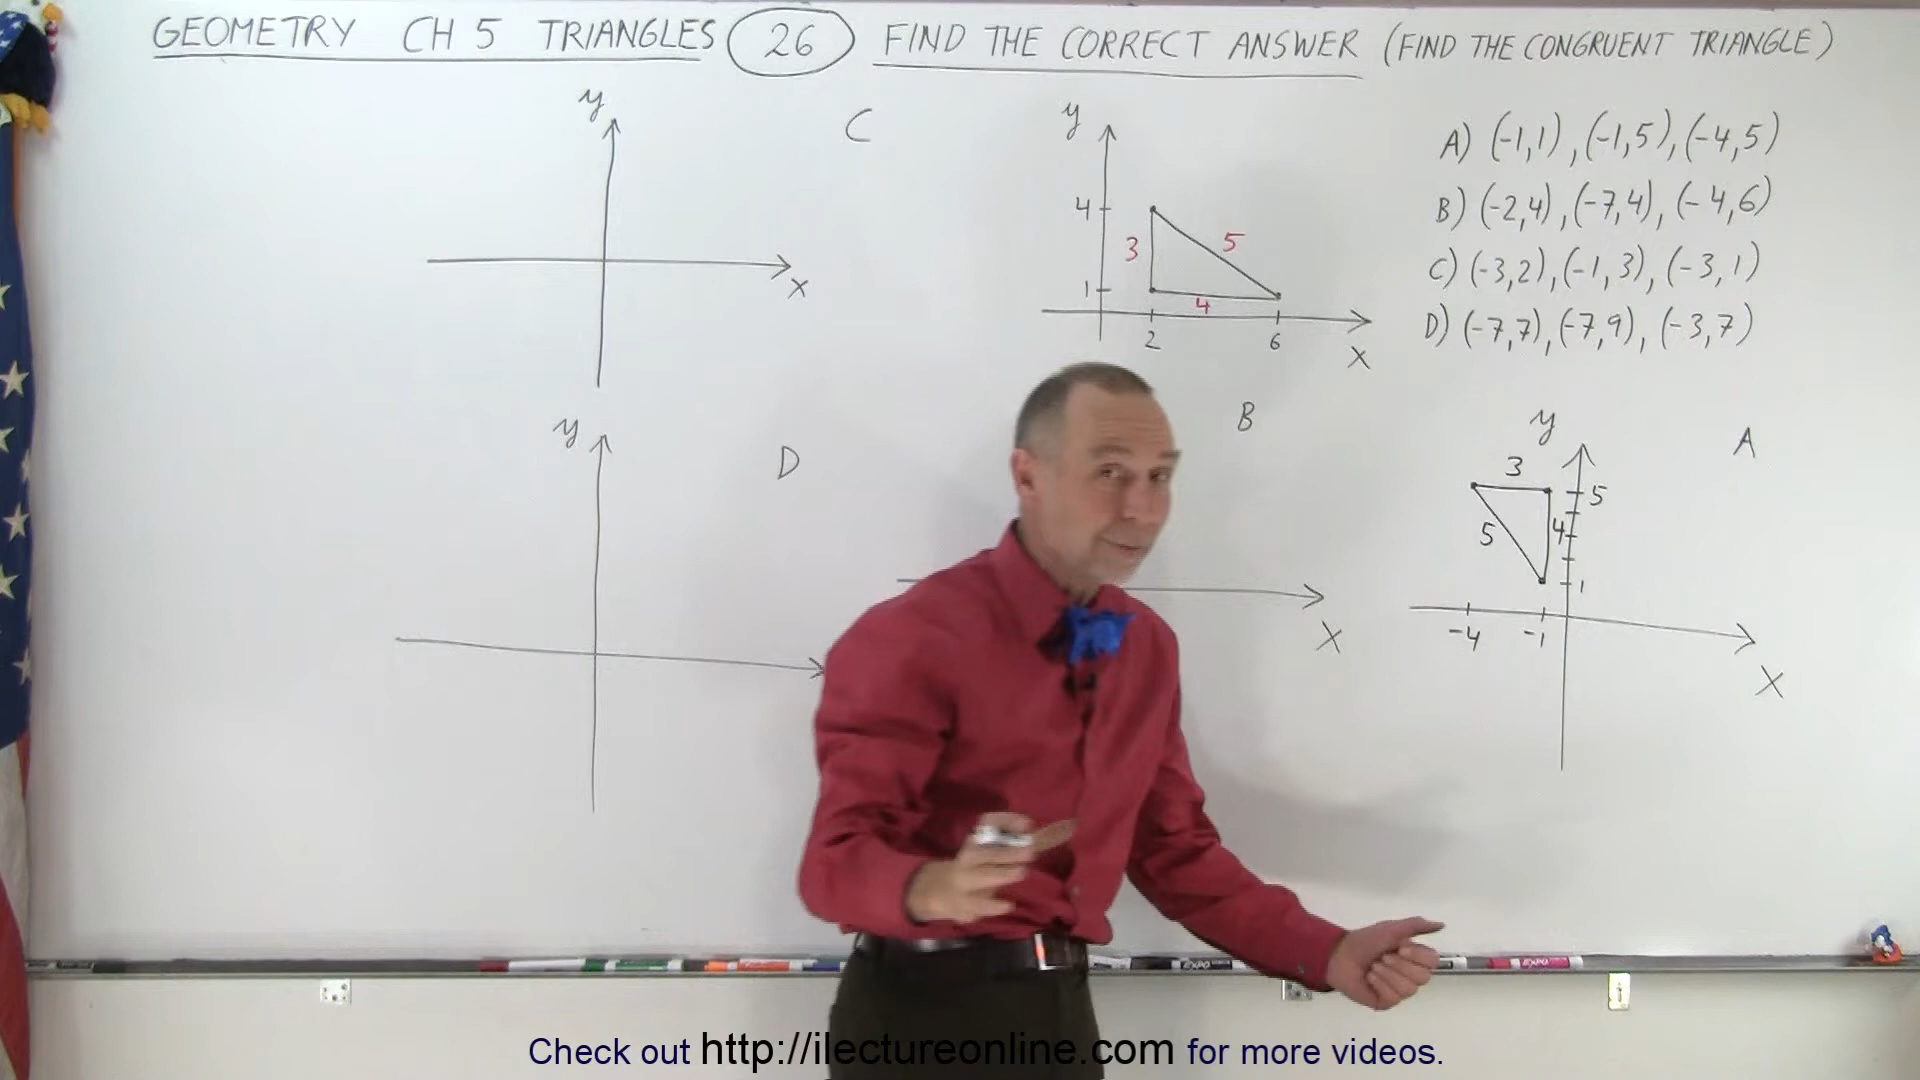 GEOMETRY CH 5 TRIANGLES 26 FIND THE CORRECT ANSWER (FIND THE CONGRUENT TRIANGLE)
y
x
C
y
4
3
5
1
4
2
6
x
A) (-1,1), (-1,5), (-4,5)
B) (-2,4), (-7,4), (-4,6)
C) (-3,2), (-1,3), (-3,1)
D) (-7,7), (-7,9), (-3,7)
y
D
B
x
y
A
3
5
5
4
1
-4
-1
x
EXPO
EXPO
Check out http://ilectureonline.com for more videos.